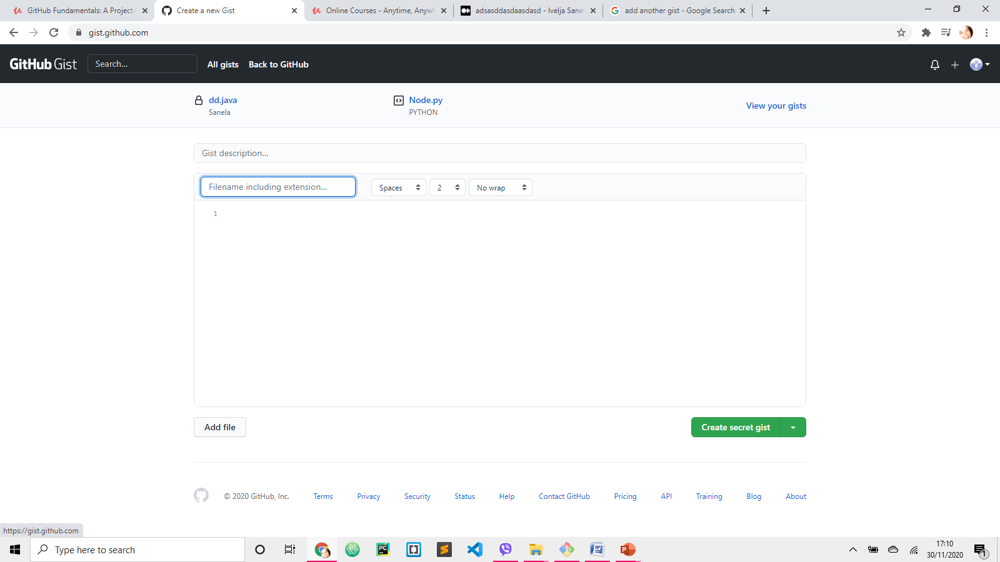 GitHub Fundamentals: A Project-
Create a new Gist
Online Courses - Anytime, Anywh
adsasddasdaasdasd - Ivelja Sanel
add another gist - Google Search
gist.github.com
GitHub Gist
Search...
All gists
Back to GitHub
dd.java
Sanela
Node.py
PYTHON
View your gists
Gist description...
Filename including extension...
Spaces
2
No wrap
1
Add file
Create secret gist
© 2020 GitHub, Inc.
Terms
Privacy
Security
Status
Help
Contact GitHub
Pricing
API
Training
Blog
About
https://gist.github.com
Type here to search
PC
W
P
17:10
30/11/2020
1